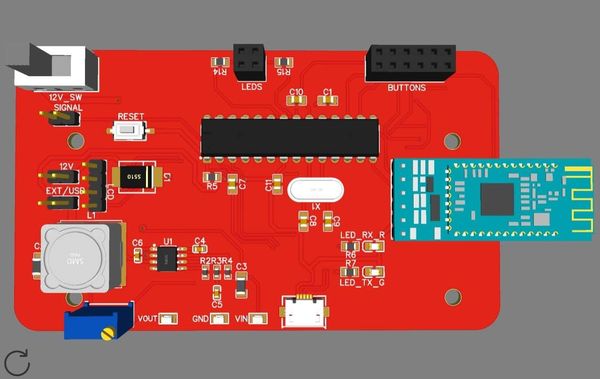 12V_SW
SIGNAL
R14
LEDS
R15
BUTTONS
C10
C1
RESET
12V
EXT/USB
LCD
SS10
R5
C7
C11
X1
L1
C8
C6
U1
C4
R2R3R4
C3
C5
LED_RX_R
R6
R7
LED_TX_G
VOUT
GND
VIN